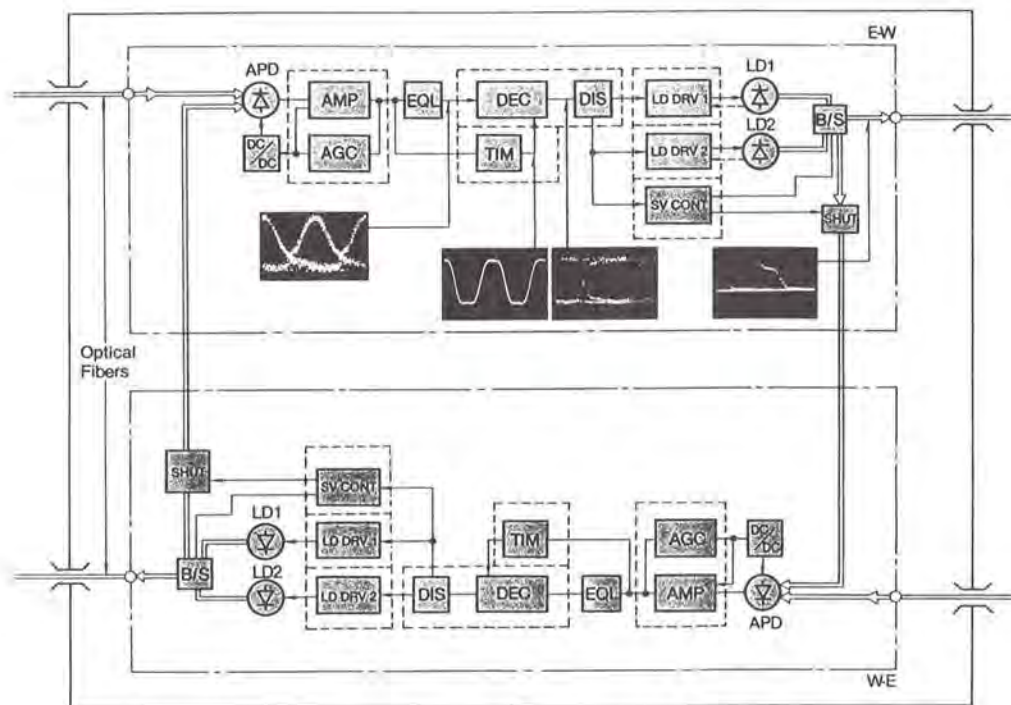 E-W
APD
LD1
AMP
EQL
DEC
DIS
LD DRV 1
B/S
LD2
DC/DC
AGC
TIM
LD DRV 2
SV CONT
SHUT
Optical
Fibers
SHUT
SV CONT
LD1
LD DRV 1
TIM
AGC
DC/DC
B/S
LD2
LD DRV 2
DIS
DEC
EQL
AMP
APD
W-E